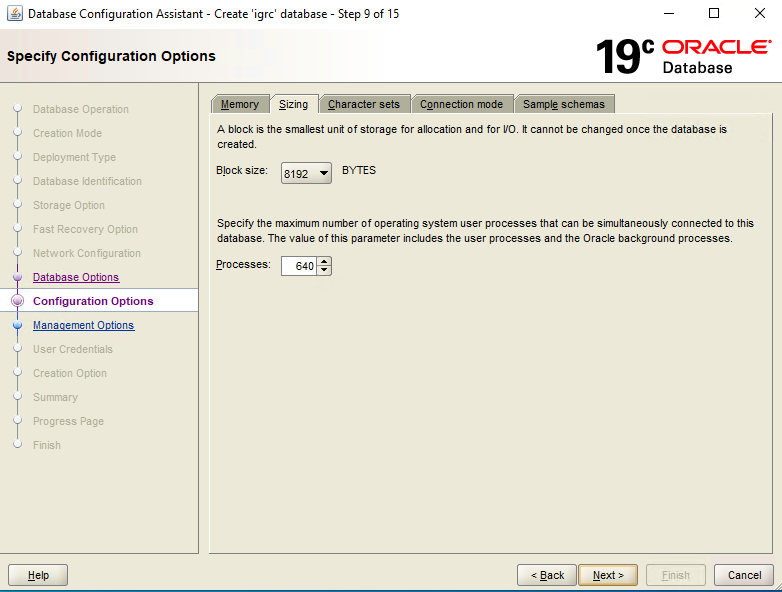 Database Configuration Assistant - Create 'igrc' database - Step 9 of 15
Specify Configuration Options
19c ORACLE
Database
Database Operation
Creation Mode
Deployment Type
Database Identification
Storage Option
Fast Recovery Option
Network Configuration
Database Options
Configuration Options
Management Options
User Credentials
Creation Option
Summary
Progress Page
Finish
Memory Sizing Character sets Connection mode Sample schemas
A block is the smallest unit of storage for allocation and for I/O. It cannot be changed once the database is
created.
Block size: 8192 BYTES
Specify the maximum number of operating system user processes that can be simultaneously connected to this
database. The value of this parameter includes the user processes and the Oracle background processes.
Processes: 640
Help < Back Next > Finish Cancel